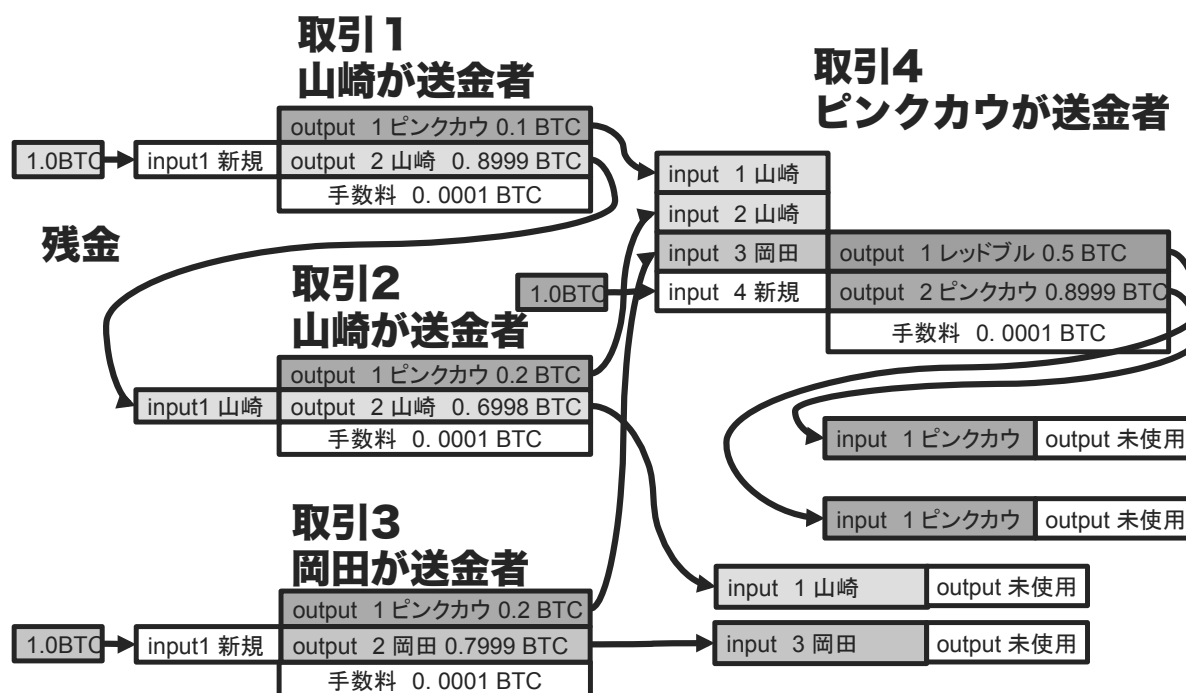 取引1
山崎が送金者
output 1 ピンクカウ 0.1 BTC
1.0BTC
input1 新規
output 2 山崎 0. 8999 BTC
手数料 0. 0001 BTC
残金
取引2
山崎が送金者
output 1 ピンクカウ 0.2 BTC
input1 山崎
output 2 山崎 0. 6998 BTC
手数料 0. 0001 BTC
取引3
岡田が送金者
output 1 ピンクカウ 0.2 BTC
1.0BTC
input1 新規
output 2 岡田 0.7999 BTC
手数料 0. 0001 BTC
取引4
ピンクカウが送金者
input 1 山崎
input 2 山崎
input 3 岡田
output 1 レッドブル 0.5 BTC
1.0BTC
input 4 新規
output 2 ピンクカウ 0.8999 BTC
手数料 0. 0001 BTC
input 1 ピンクカウ
output 未使用
input 1 ピンクカウ
output 未使用
input 1 山崎
output 未使用
input 3 岡田
output 未使用